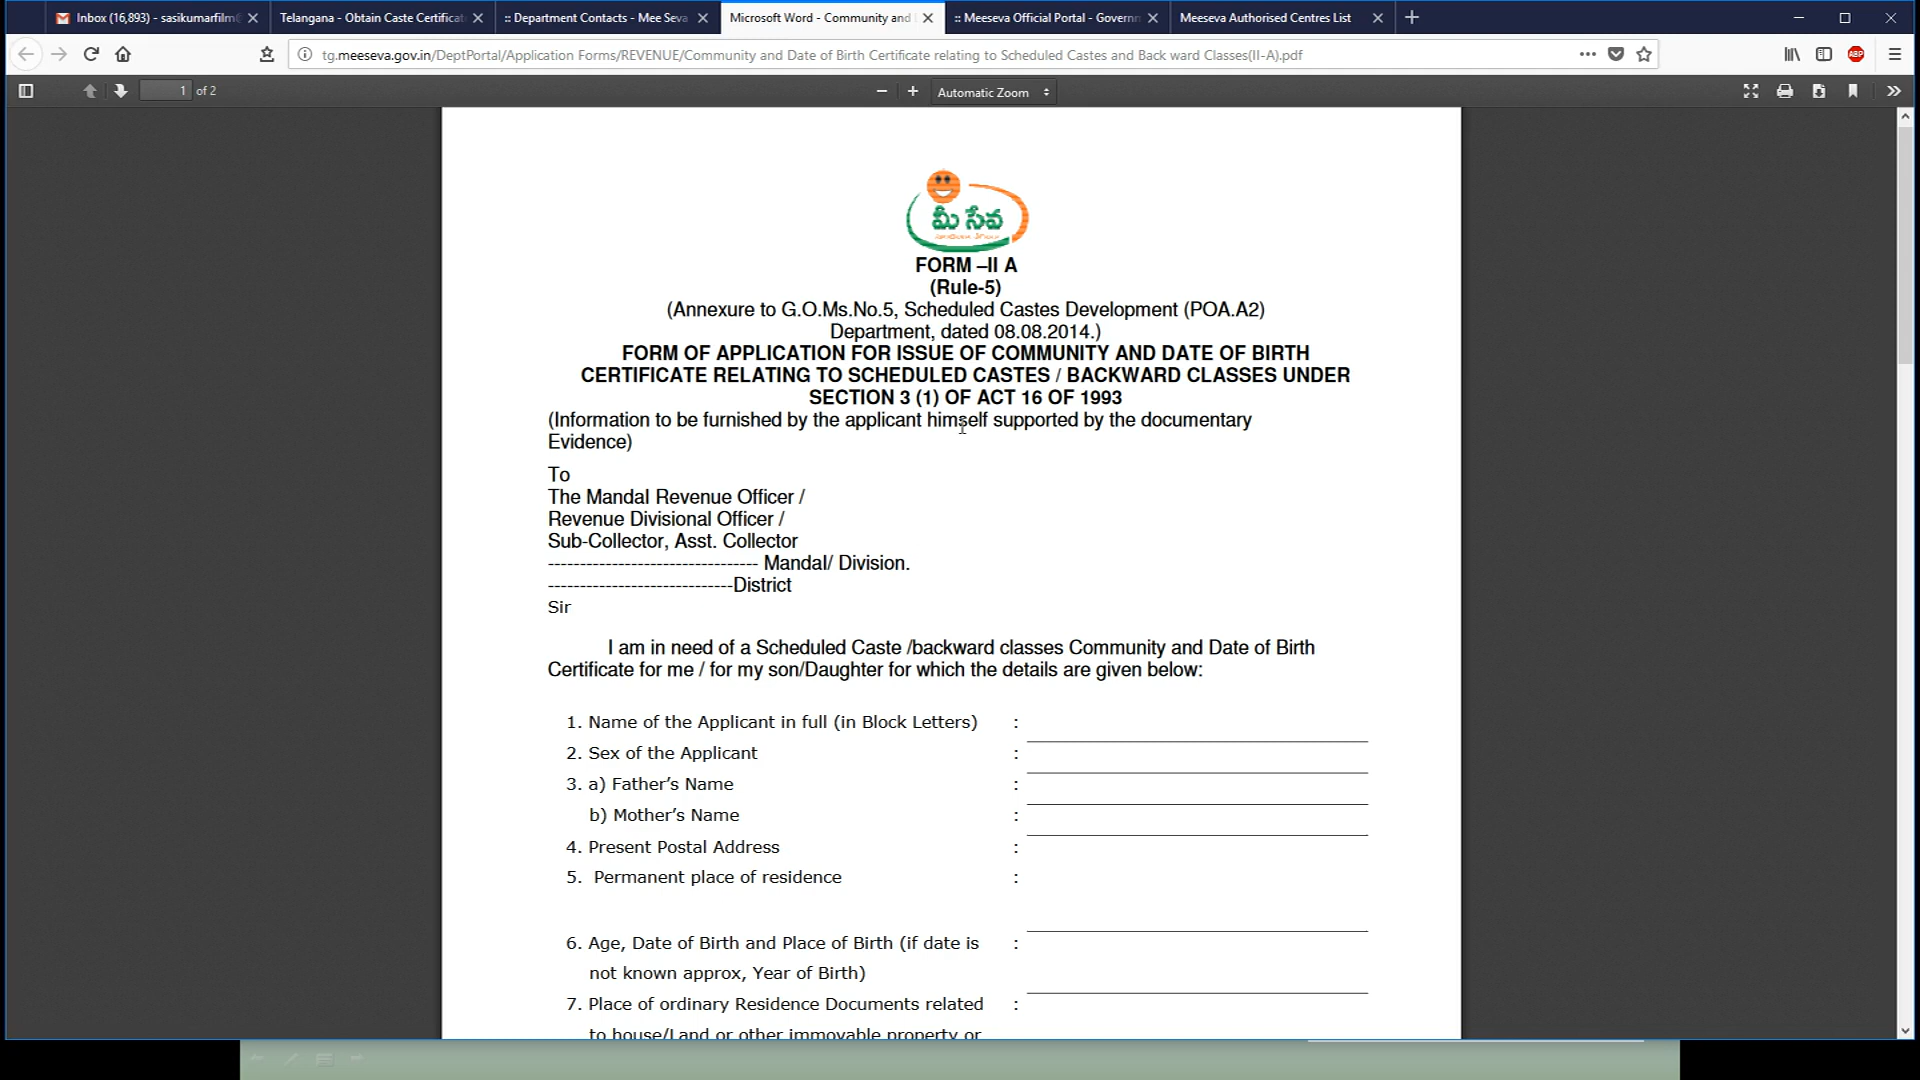 Inbox (16,893) - sasikumarfilm
Telangana - Obtain Caste Certificat
:: Department Contacts - Mee Seva
Microsoft Word - Community and
:: Meeseva Official Portal - Govern
Meeseva Authorised Centres List
tg.meeseva.gov.in/DeptPortal/Application Forms/REVENUE/Community and Date of Birth Certificate relating to Scheduled Castes and Back ward Classes(II-A).pdf
ABP
1 of 2
Automatic Zoom
మీ సేవ
FORM –II A
(Rule-5)
(Annexure to G.O.Ms.No.5, Scheduled Castes Development (POA.A2)
Department, dated 08.08.2014.)
FORM OF APPLICATION FOR ISSUE OF COMMUNITY AND DATE OF BIRTH
CERTIFICATE RELATING TO SCHEDULED CASTES / BACKWARD CLASSES UNDER
SECTION 3 (1) OF ACT 16 OF 1993
(Information to be furnished by the applicant himself supported by the documentary
Evidence)
To
The Mandal Revenue Officer /
Revenue Divisional Officer /
Sub-Collector, Asst. Collector
--------------------------------- Mandal/ Division.
-----------------------------District
Sir
I am in need of a Scheduled Caste /backward classes Community and Date of Birth
Certificate for me / for my son/Daughter for which the details are given below:
1. Name of the Applicant in full (in Block Letters) :
2. Sex of the Applicant :
3. a) Father’s Name :
b) Mother’s Name :
4. Present Postal Address :
5. Permanent place of residence :
6. Age, Date of Birth and Place of Birth (if date is :
not known approx, Year of Birth)
7. Place of ordinary Residence Documents related :
to house/Land or other immovable property or